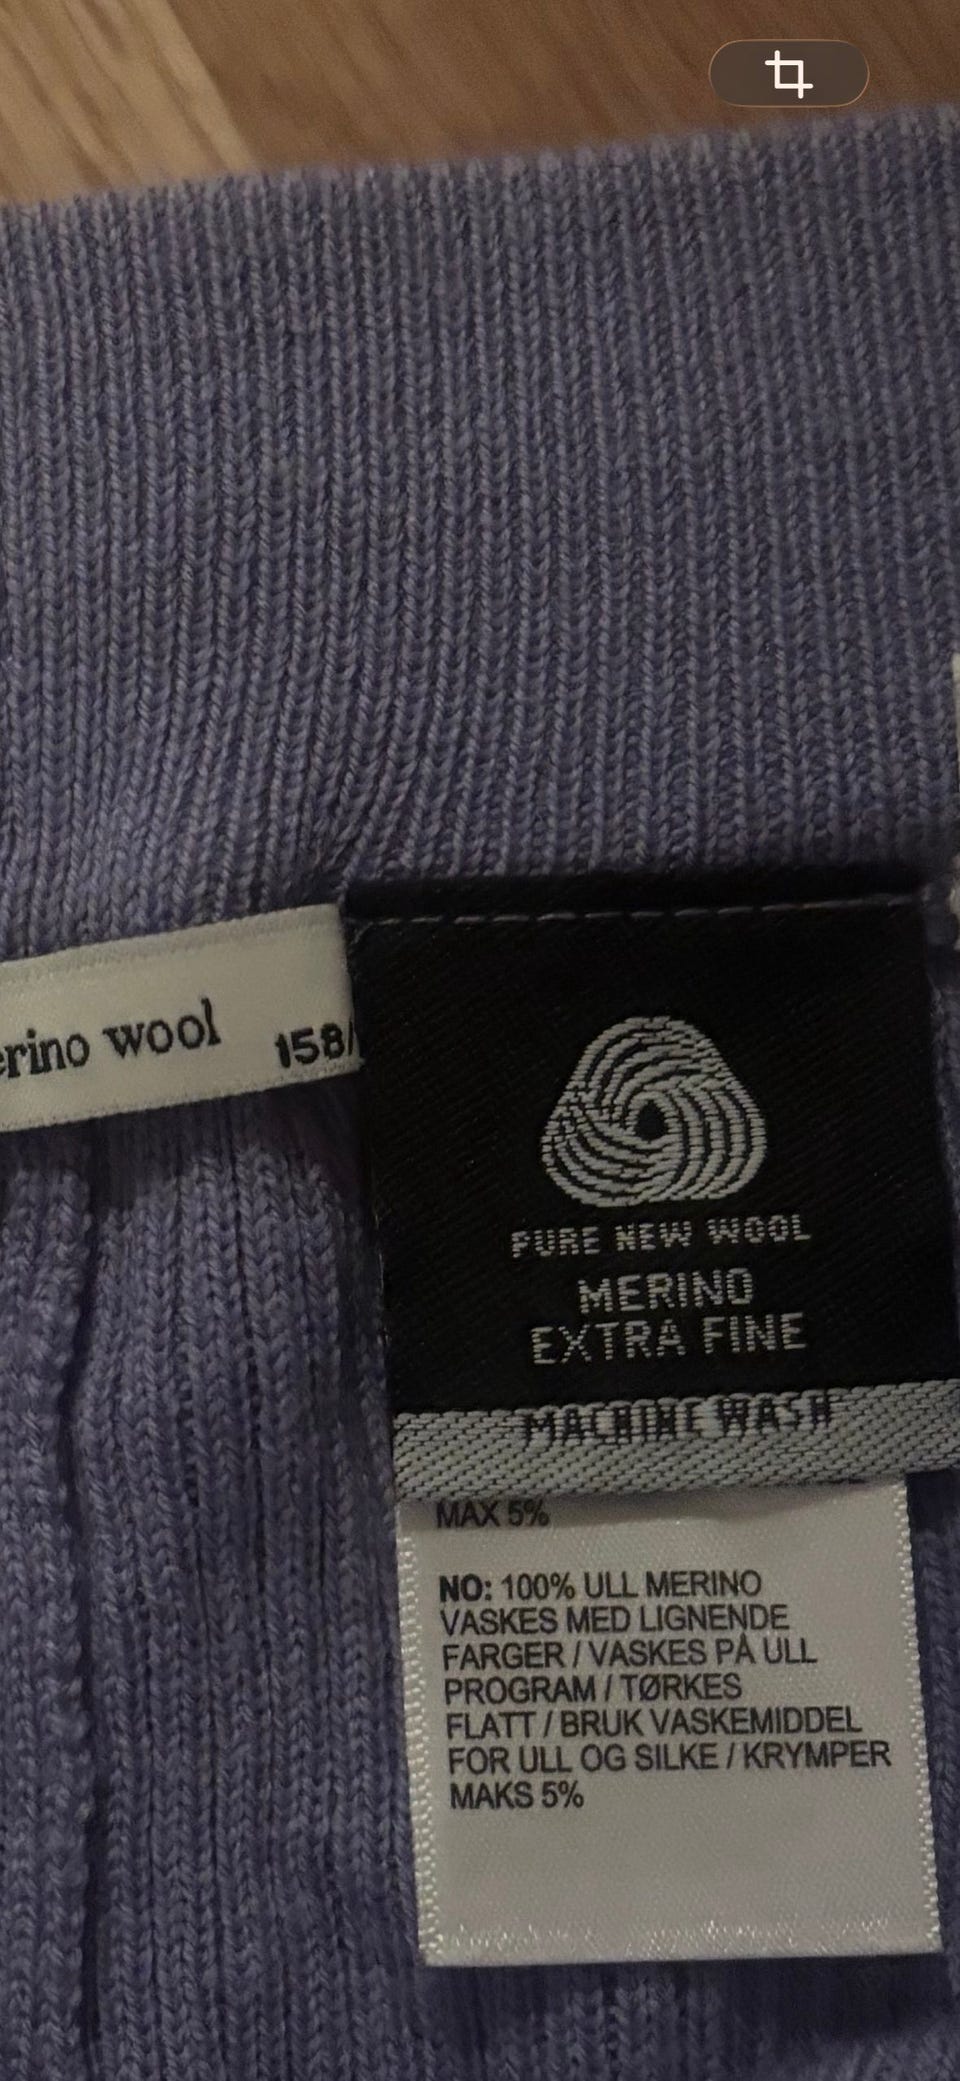 wool
158/
PURE NEW WOOL
MERINO
EXTRA FINE
MACHINE WASH
MAX 5%
NO: 100% ULL MERINO
VASKES MED LIGNENDE
FARGER / VASKES PÅ ULL
PROGRAM / TØRKES
FLATT / BRUK VASKEMIDDEL
FOR ULL OG SILKE / KRYMPER
MAKS 5%